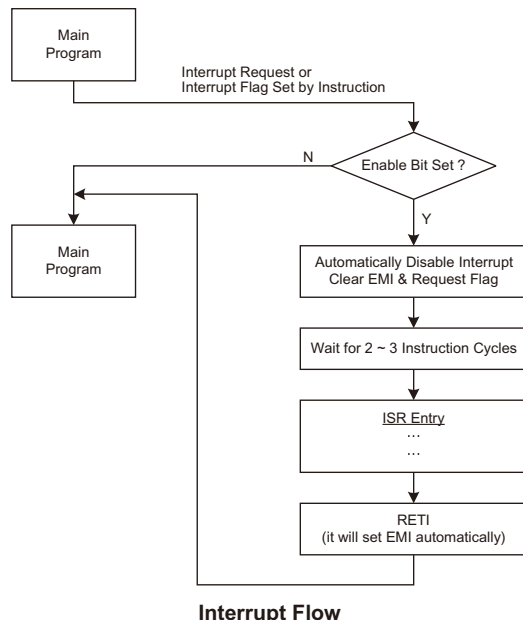 Main
Program
Interrupt Request or
Interrupt Flag Set by Instruction
N
Enable Bit Set ?
Y
Main
Program
Automatically Disable Interrupt
Clear EMI & Request Flag
Wait for 2 ~ 3 Instruction Cycles
ISR Entry
...
...
RETI
(it will set EMI automatically)
Interrupt Flow